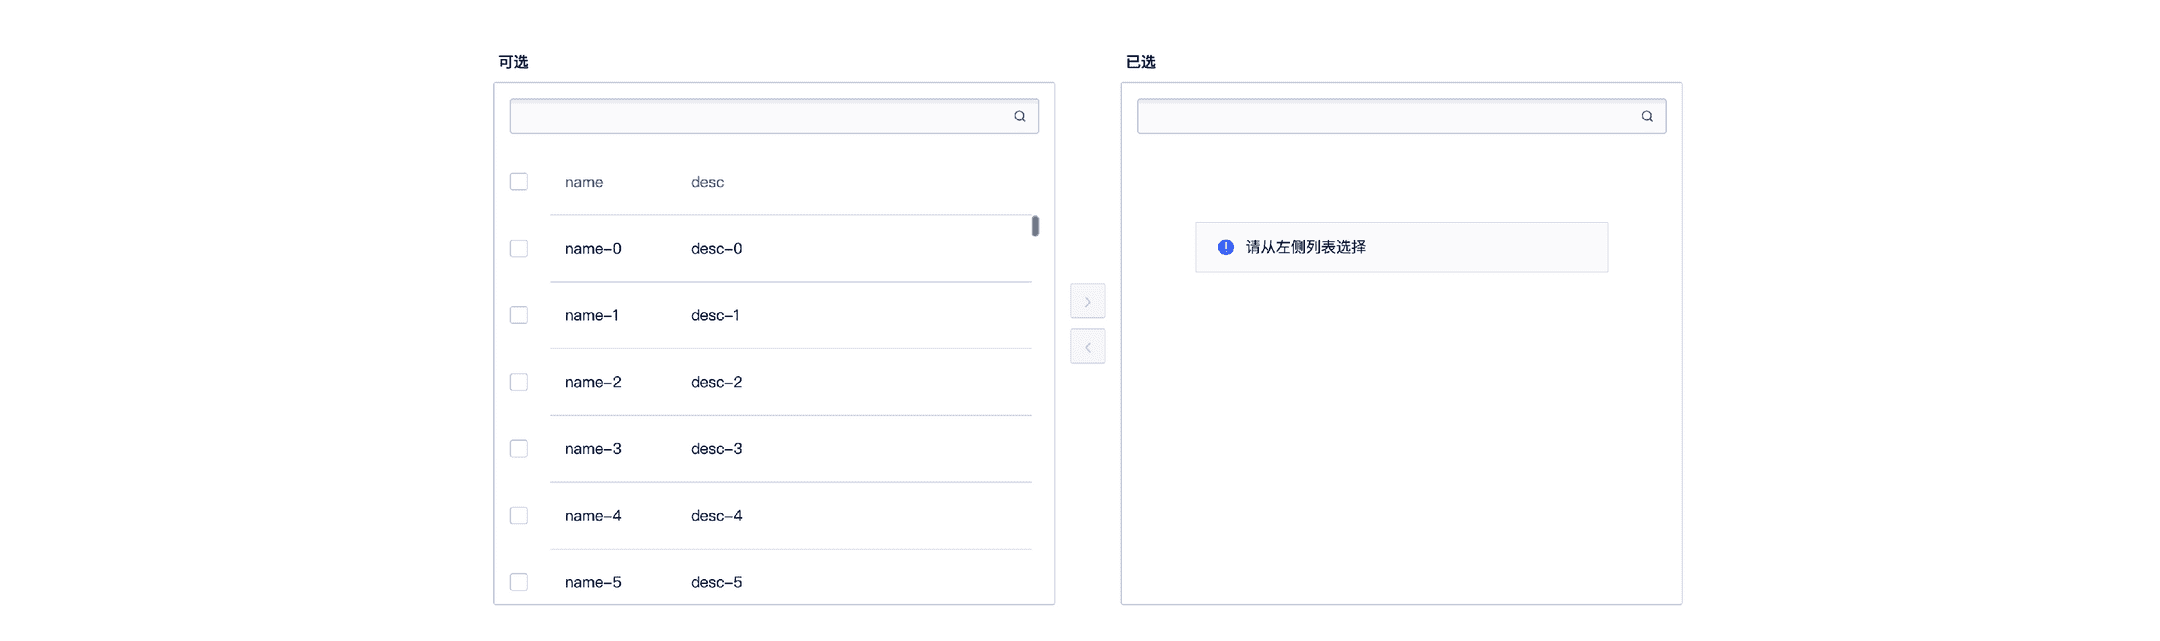 可选
已选
name desc
name-0 desc-0
请从左侧列表选择
name-1 desc-1
name-2 desc-2
name-3 desc-3
name-4 desc-4
name-5 desc-5